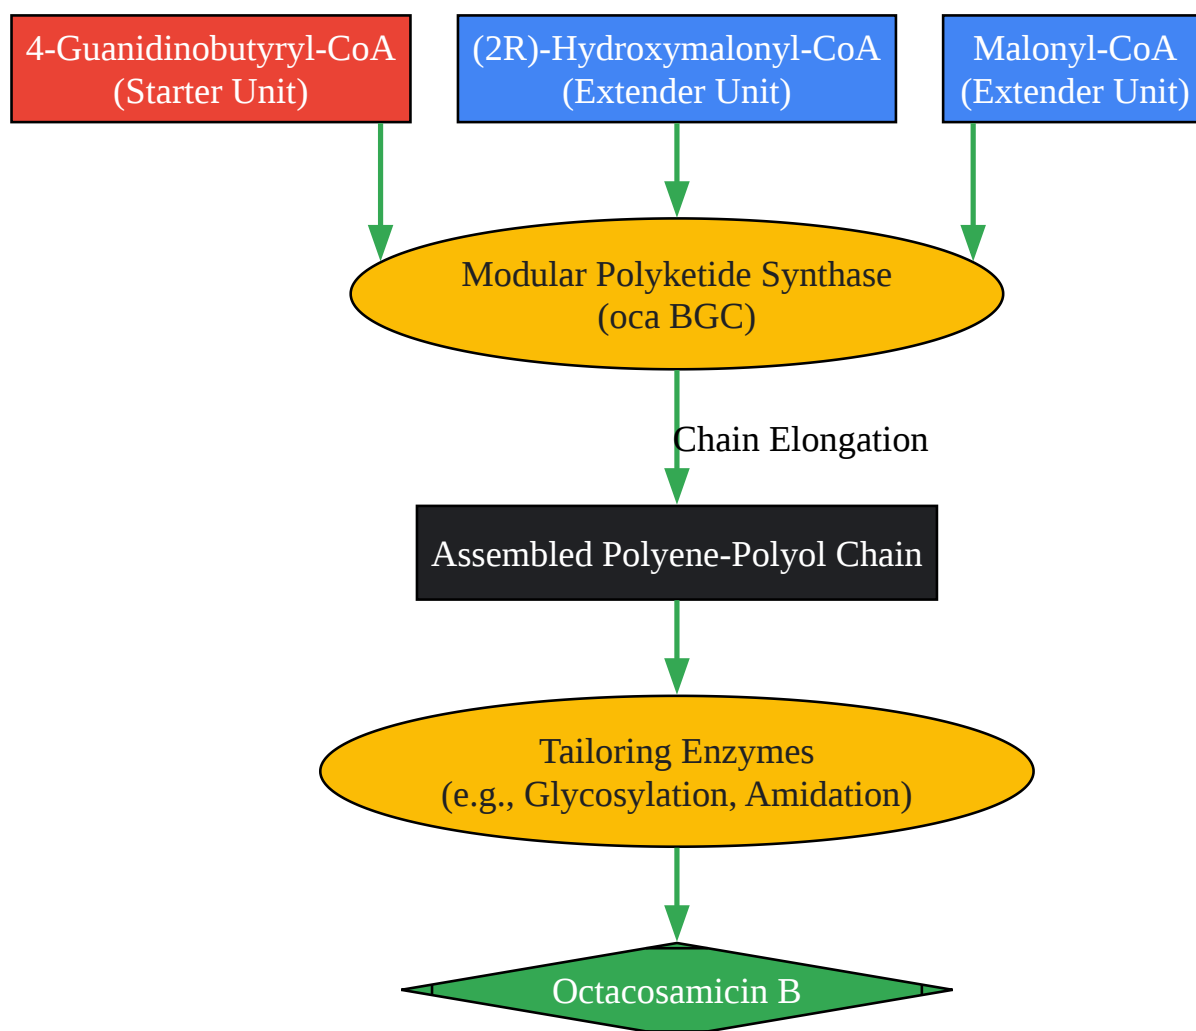 4-Guanidinobutyryl-CoA
(Starter Unit)
(2R)-Hydroxymalonyl-CoA
(Extender Unit)
Malonyl-CoA
(Extender Unit)
Modular Polyketide Synthase
(oca BGC)
Chain Elongation
Assembled Polyene-Polyol Chain
Tailoring Enzymes
(e.g., Glycosylation, Amidation)
Octacosamicin B